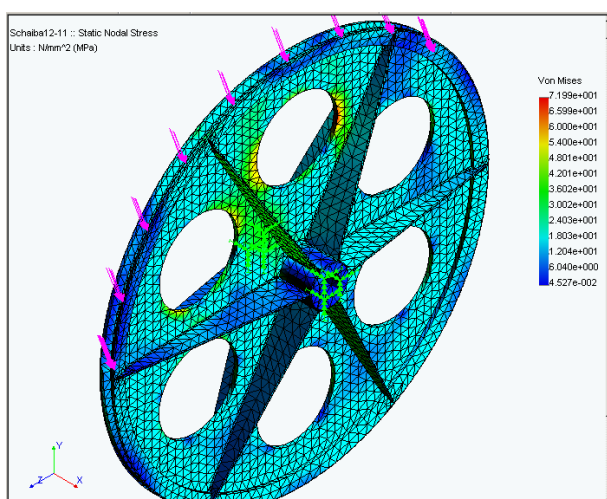 Schaiba12-11 :: Static Nodal Stress
Units : N/mm^2 (MPa)
Von Mises
7.199e+001
6.599e+001
6.000e+001
5.400e+001
4.801e+001
4.201e+001
3.602e+001
3.002e+001
2.403e+001
1.803e+001
1.204e+001
6.040e+000
4.527e-002
Y
Z
X